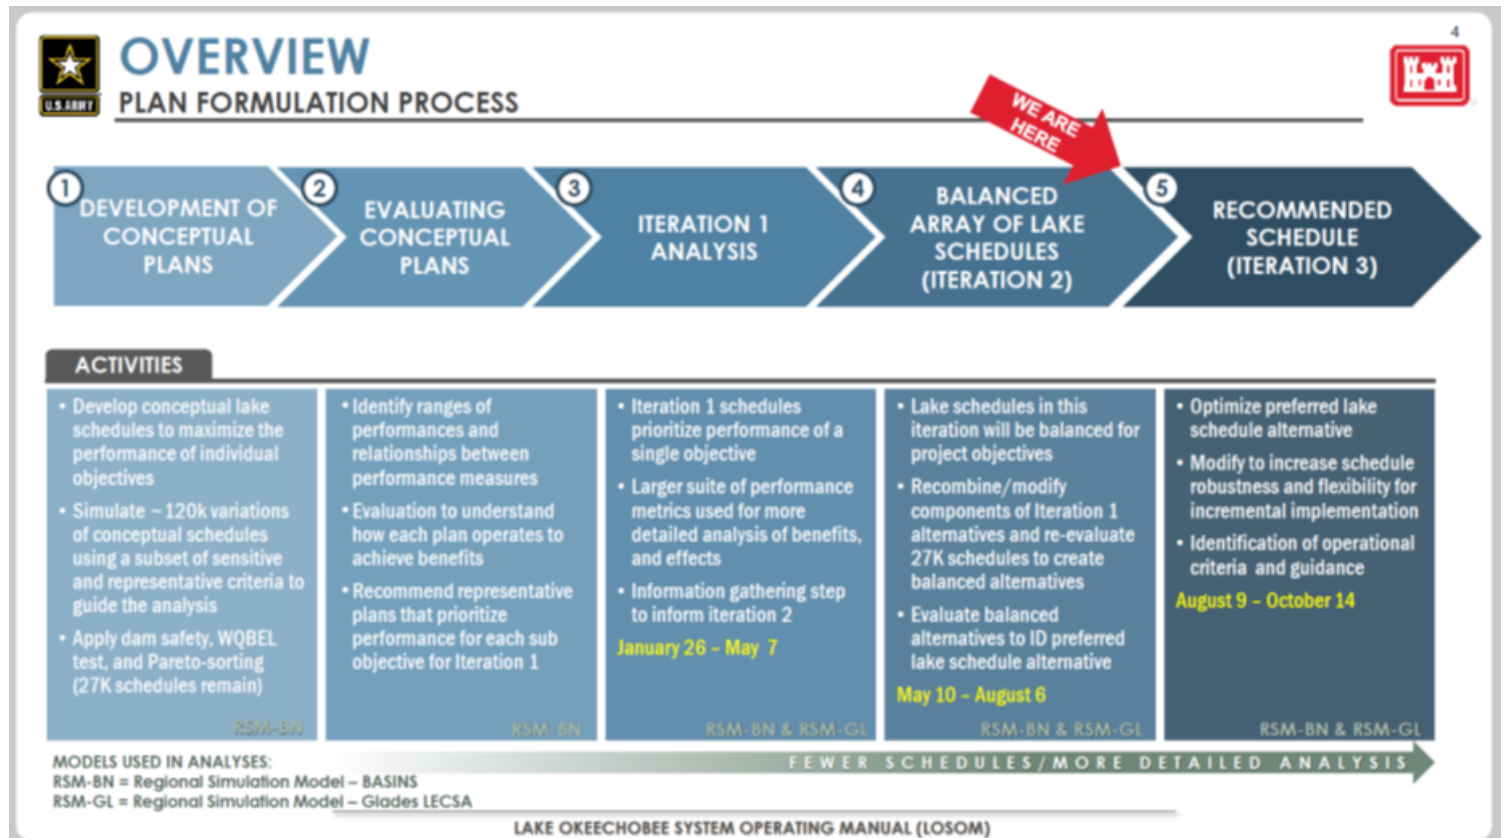 4
OVERVIEW
PLAN FORMULATION PROCESS
U.S.ARMY
WE ARE
HERE
1
DEVELOPMENT OF
CONCEPTUAL
PLANS
2
EVALUATING
CONCEPTUAL
PLANS
3
ITERATION 1
ANALYSIS
4
BALANCED
ARRAY OF LAKE
SCHEDULES
(ITERATION 2)
5
RECOMMENDED
SCHEDULE
(ITERATION 3)
ACTIVITIES
• Develop conceptual lake
schedules to maximize the
performance of individual
objectives
• Simulate ~ 120k variations
of conceptual schedules
using a subset of sensitive
and representative criteria to
guide the analysis
• Apply dam safety, WQBEL
test, and Pareto-sorting
(27K schedules remain)
RSM-BN
• Identify ranges of
performances and
relationships between
performance measures
• Evaluation to understand
how each plan operates to
achieve benefits
• Recommend representative
plans that prioritize
performance for each sub
objective for Iteration 1
RSM-BN
• Iteration 1 schedules
prioritize performance of a
single objective
• Larger suite of performance
metrics used for more
detailed analysis of benefits,
and effects
• Information gathering step
to inform iteration 2
January 26 – May 7
RSM-BN & RSM-GL
• Lake schedules in this
iteration will be balanced for
project objectives
• Recombine/modify
components of Iteration 1
alternatives and re-evaluate
27K schedules to create
balanced alternatives
• Evaluate balanced
alternatives to ID preferred
lake schedule alternative
May 10 – August 6
RSM-BN & RSM-GL
• Optimize preferred lake
schedule alternative
• Modify to increase schedule
robustness and flexibility for
incremental implementation
• Identification of operational
criteria and guidance
August 9 – October 14
RSM-BN & RSM-GL
FEWER SCHEDULES/MORE DETAILED ANALYSIS
MODELS USED IN ANALYSES:
RSM-BN = Regional Simulation Model – BASINS
RSM-GL = Regional Simulation Model – Glades LECSA
LAKE OKEECHOBEE SYSTEM OPERATING MANUAL (LOSOM)